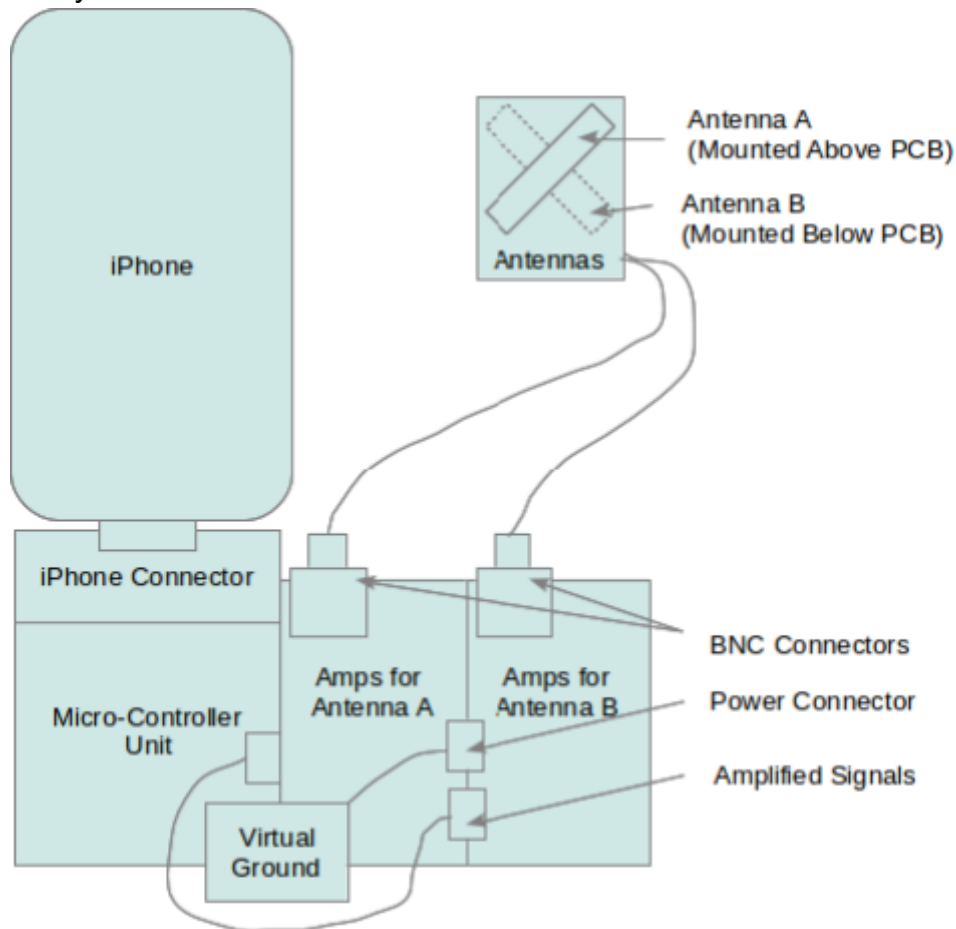 Antenna A
(Mounted Above PCB)
Antenna B
(Mounted Below PCB)
Antennas
iPhone
iPhone Connector
Micro-Controller
Unit
Amps for
Antenna A
Amps for
Antenna B
BNC Connectors
Power Connector
Amplified Signals
Virtual
Ground